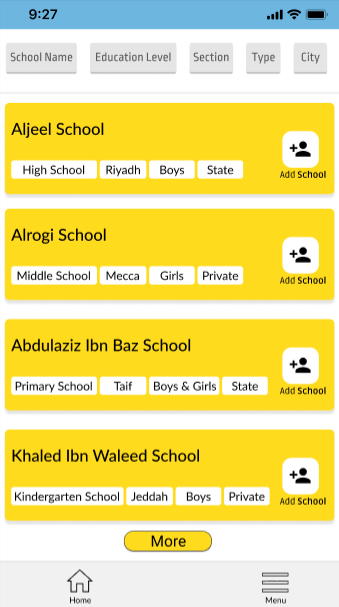 9:27
School Name Education Level Section Type City
Aljeel School
High School Riyadh Boys State
Add School
Alrogi School
Middle School Mecca Girls Private
Add School
Abdulaziz Ibn Baz School
Primary School Taif Boys & Girls State
Add School
Khaled Ibn Waleed School
Kindergarten School Jeddah Boys Private
Add School
More
Home Menu